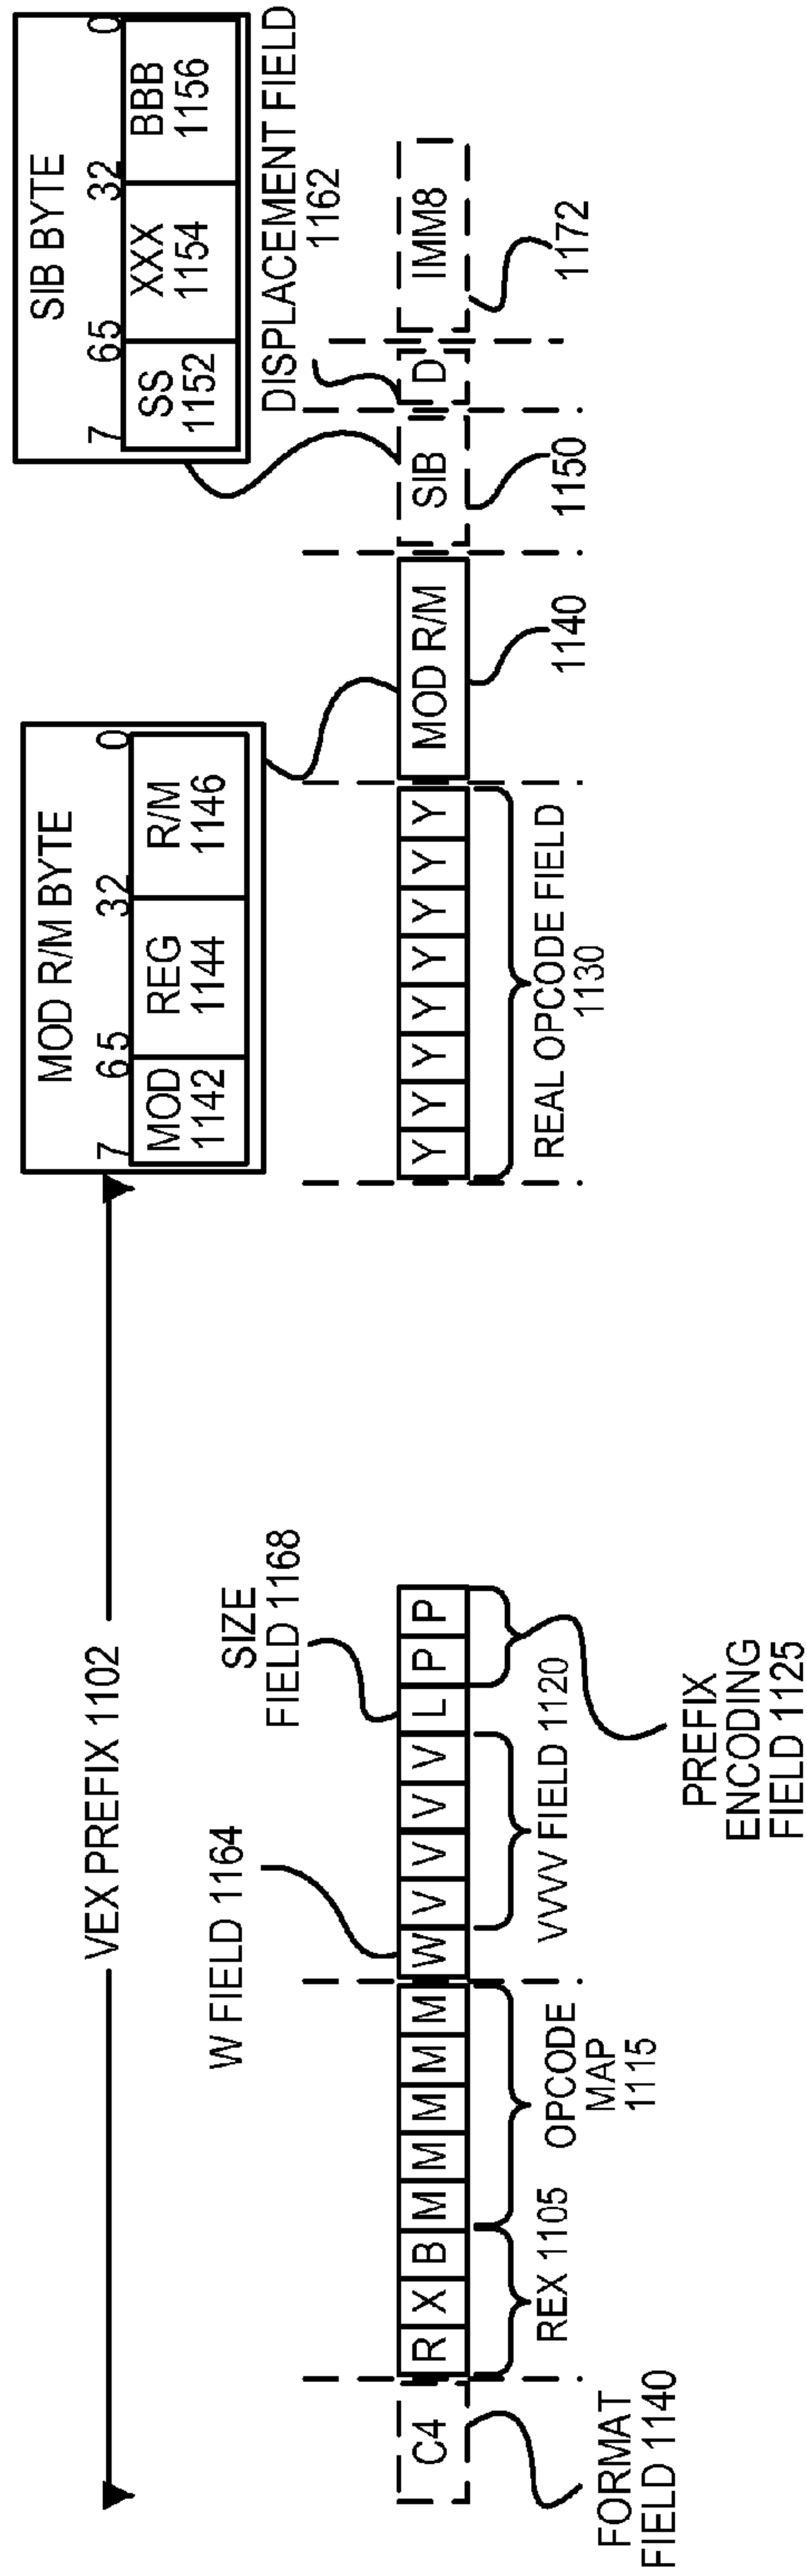 VEX PREFIX 1102
MOD R/M BYTE
7
6 5
3 2
0
MOD
1142
REG
1144
R/M
1146
SIB BYTE
7
6 5
3 2
0
SS
1152
XXX
1154
BBB
1156
W FIELD 1164
SIZE
FIELD 1168
DISPLACEMENT FIELD
1162
C4 R X B M M M M M W V V V V L P P Y Y Y Y Y Y Y Y MOD R/M SIB D IMM8
FORMAT
FIELD 1140
REX 1105
OPCODE
MAP
1115
VVVV FIELD 1120
PREFIX
ENCODING
FIELD 1125
REAL OPCODE FIELD
1130
1140
1150
1172